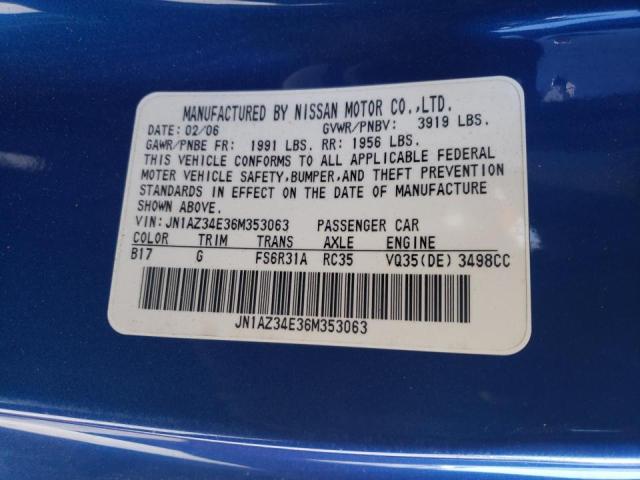 MANUFACTURED BY NISSAN MOTOR CO.,LTD.
DATE: 02/06 GVWR/PNBV: 3919 LBS.
GAWR/PNBE FR: 1991 LBS. RR: 1956 LBS.
THIS VEHICLE CONFORMS TO ALL APPLICABLE FEDERAL
MOTER VEHICLE SAFETY,BUMPER,AND THEFT PREVENTION
STANDARDS IN EFFECT ON THE DATE OF MANUFACTURE
SHOWN ABOVE.
VIN: JN1AZ34E36M353063 PASSENGER CAR
COLOR TRIM TRANS AXLE ENGINE
B17 G FS6R31A RC35 VQ35(DE) 3498CC
JN1AZ34E36M353063